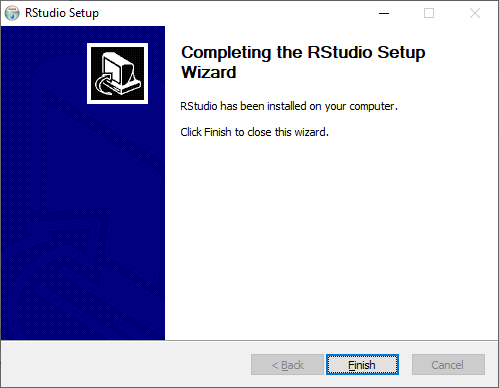 RStudio Setup
Completing the RStudio Setup
Wizard
RStudio has been installed on your computer.
Click Finish to close this wizard.
< Back
Finish
Cancel